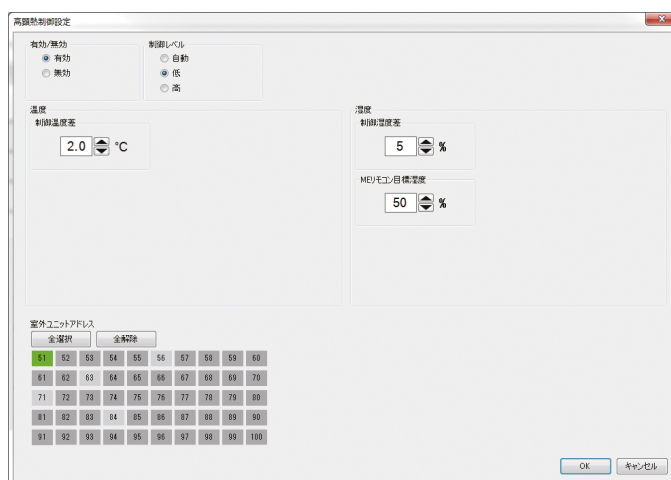 高顕熱制御設定
有効/無効
有効
無効
制御レベル
自動
低
高
温度
制御温度差
2.0 °C
湿度
制御湿度差
5 %
MEリモコン目標湿度
50 %
室外ユニットアドレス
全選択 全解除
51 52 53 54 55 56 57 58 59 60
61 62 63 64 65 66 67 68 69 70
71 72 73 74 75 76 77 78 79 80
81 82 83 84 85 86 87 88 89 90
91 92 93 94 95 96 97 98 99 100
OK キャンセル